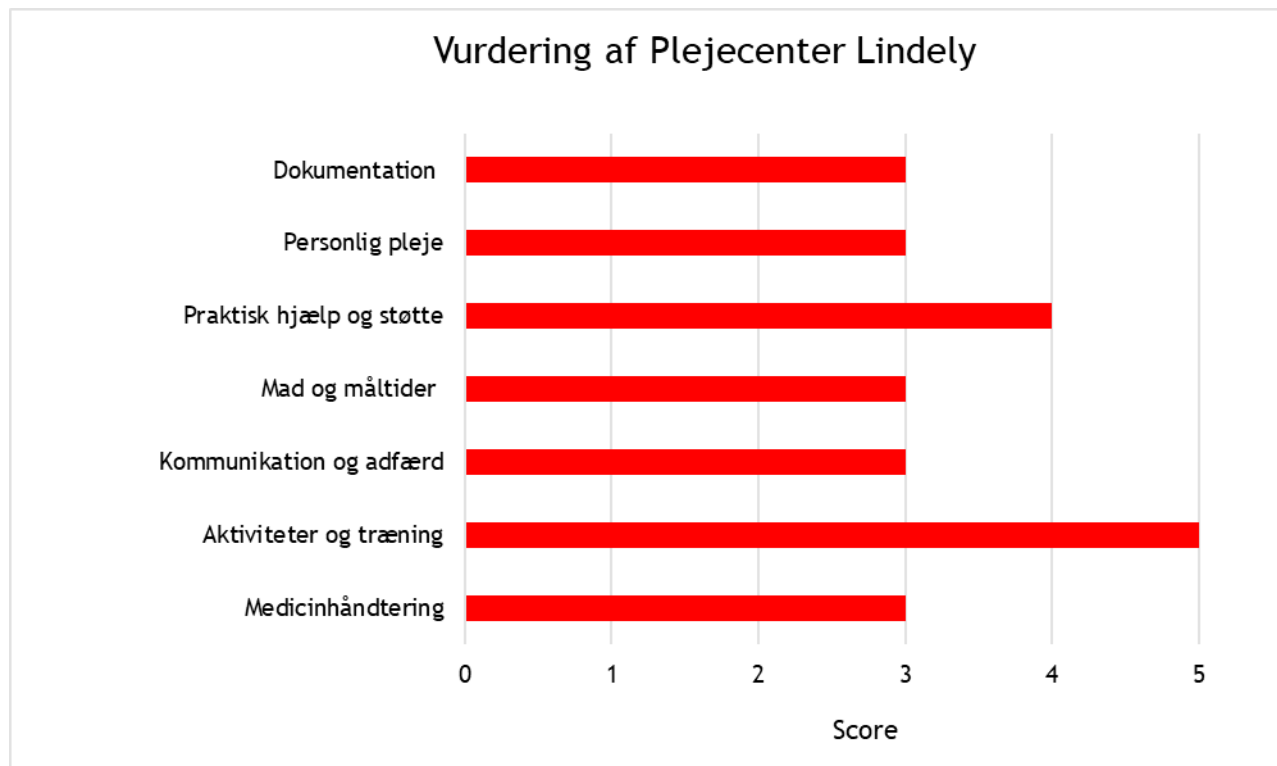 Vurdering af Plejecenter Lindely
Dokumentation
Personlig pleje
Praktisk hjælp og støtte
Mad og måltider
Kommunikation og adfærd
Aktiviteter og træning
Medicinhåndtering
0 1 2 3 4 5
Score